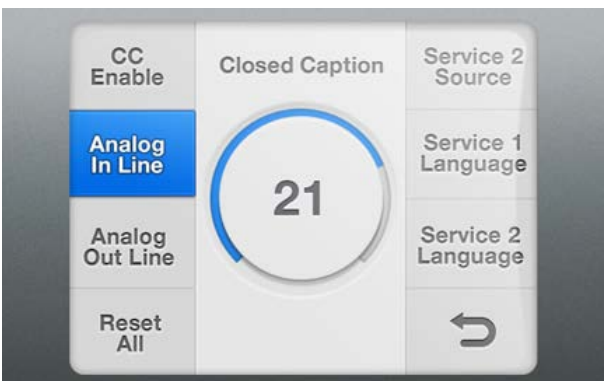 CC
Enable
Closed Caption
Service 2
Source
Analog
In Line
21
Service 1
Language
Analog
Out Line
Service 2
Language
Reset
All